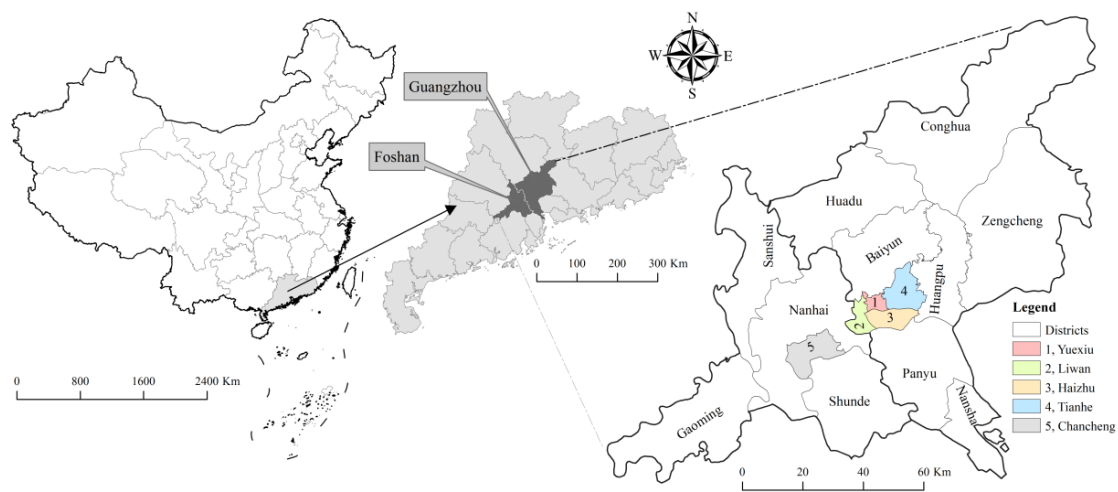 N
W E
S
Guangzhou
Foshan
0 800 1600 2400 Km
0 100 200 300 Km
Conghua
Huadu
Zengcheng
Sanshui
Baiyun
Huangpu
Nanhai
1
2
3
4
5
Panyu
Shunde
Nansha
Gaoming
0 20 40 60 Km
Legend
Districts
1, Yuexiu
2, Liwan
3, Haizhu
4, Tianhe
5, Chancheng